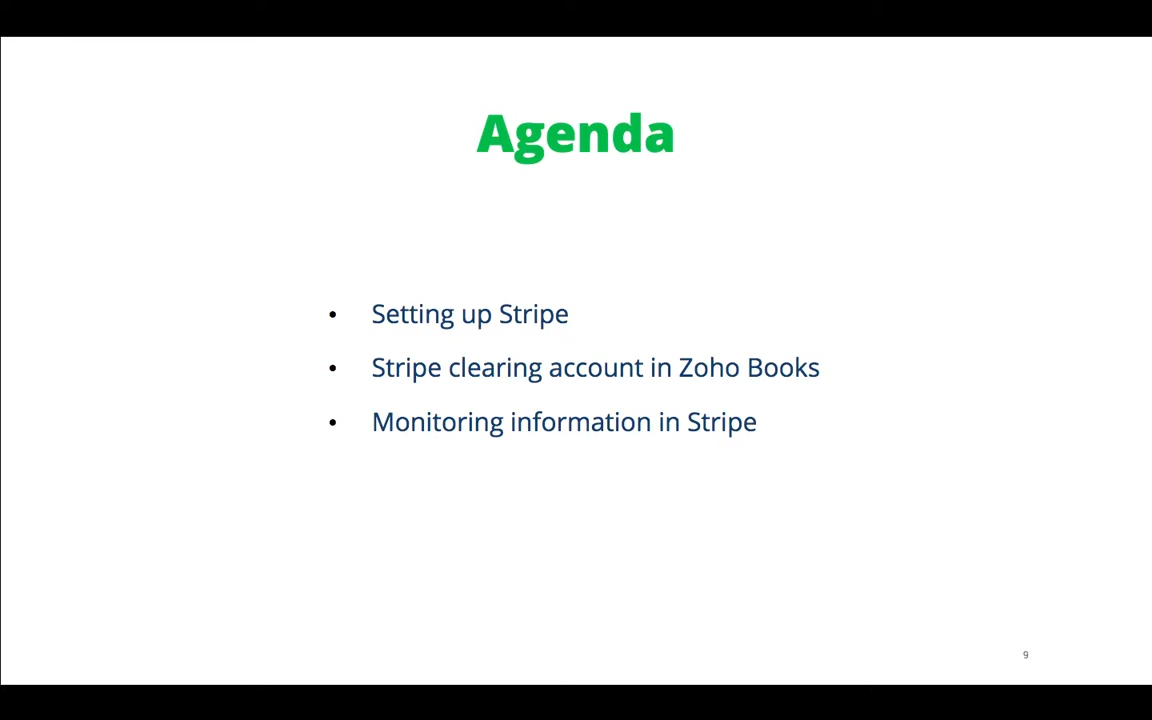 Agenda
• Setting up Stripe
• Stripe clearing account in Zoho Books
• Monitoring information in Stripe
9